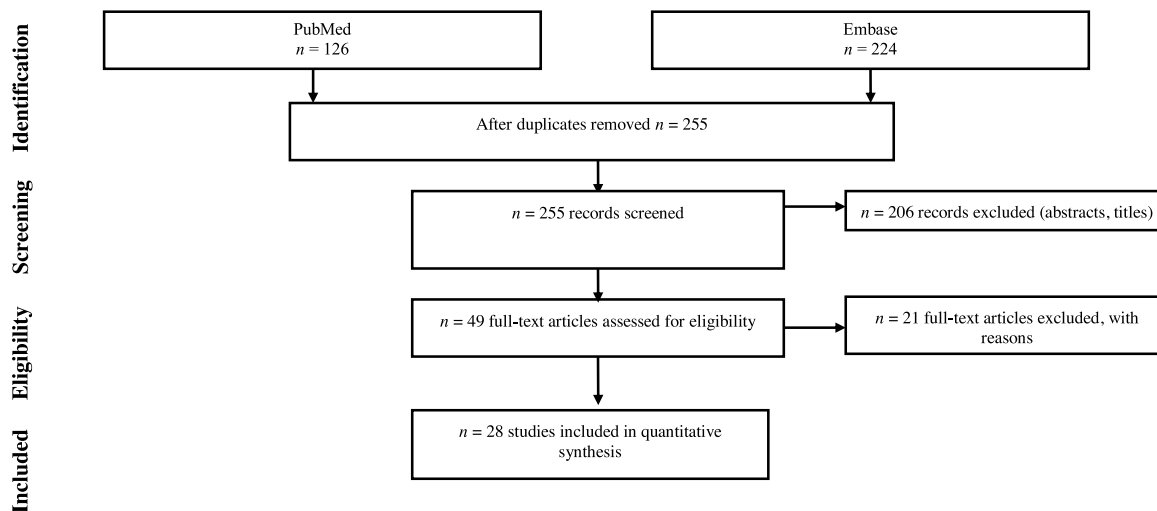 Identification
PubMed
n = 126
Embase
n = 224
After duplicates removed n = 255
Screening
n = 255 records screened
n = 206 records excluded (abstracts, titles)
Eligibility
n = 49 full-text articles assessed for eligibility
n = 21 full-text articles excluded, with
reasons
Included
n = 28 studies included in quantitative
synthesis